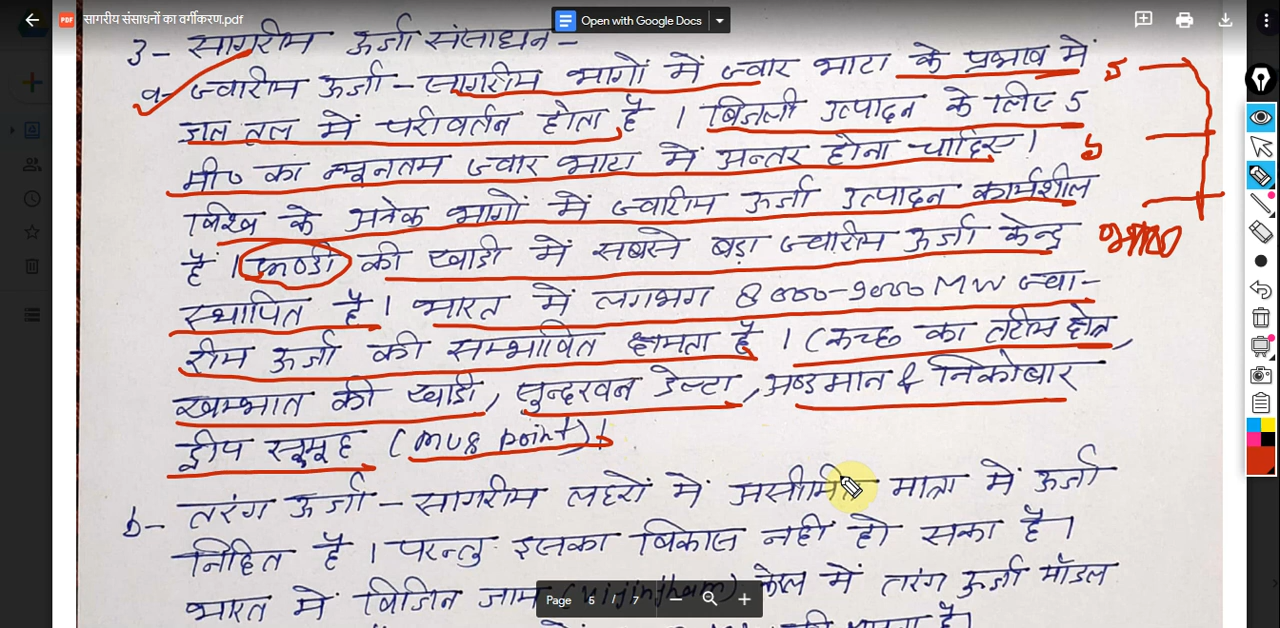 सागरीय संसाधनों का वर्गीकरण.pdf
Open with Google Docs
3- सागरीय ऊर्जा संसाधन-
a- ज्वारीय ऊर्जा - सागरीय भागों में ज्वार भाटा के प्रभाव में
जल तल में परीवर्तन होता है। बिजली उत्पादन के लिए 5
मी० का न्यूनतम ज्वार भाटा में अन्तर होना चाहिए।
विश्व के अनेक भागों में ज्वारीय ऊर्जा उत्पादन कार्यशील
है। फण्डी की खाडी में सबसे बड़ा ज्वारीय ऊर्जा केन्द्र
स्थापित है। भारत में लगभग 8000-9000 MW ज्वा-
रीय ऊर्जा की सम्भावित क्षमता है। (कच्छ का तटीय क्षेत्र,
खम्भात की खाडी, सुन्दरवन डेल्टा, अण्डमान & निकोबार
द्वीप समूह (mug point)।
b- तरंग ऊर्जा - सागरीय लहरों में असीमित मात्रा में ऊर्जा
निहित है। परन्तु इसका विकास नहीं हो सका है।
भारत में विजिन जाम केरल में तरंग ऊर्जा मॉडल
Page 5 / 7
5